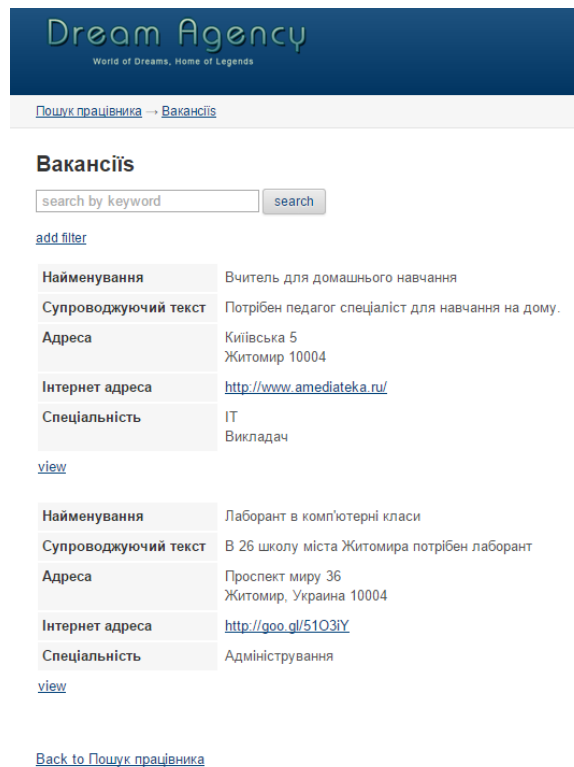 Dream Agency
World of Dreams, Home of Legends
Пошук працівника → Вакансіїs
Вакансіїs
search by keyword search
add filter
Найменування Вчитель для домашнього навчання
Супроводжуючий текст Потрібен педагог спеціаліст для навчання на дому.
Адреса Київська 5
Житомир 10004
Інтернет адреса http://www.amediateka.ru/
Спеціальність IT
Викладач
view
Найменування Лаборант в комп'ютерні класи
Супроводжуючий текст В 26 школу міста Житомира потрібен лаборант
Адреса Проспект миру 36
Житомир, Украина 10004
Інтернет адреса http://goo.gl/51O3iY
Спеціальність Адміністрування
view
Back to Пошук працівника